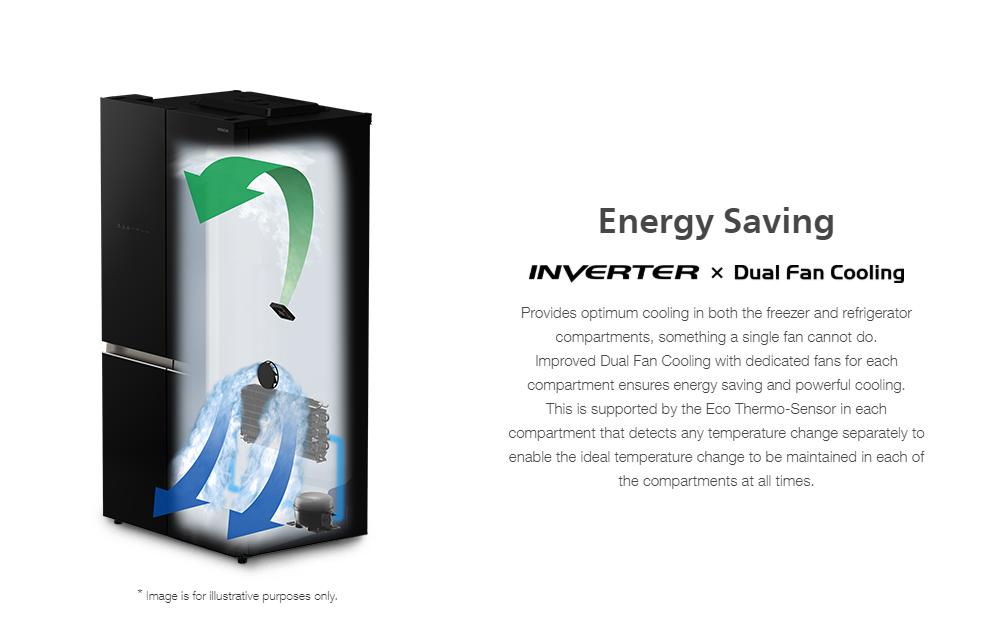 HITACHI
Energy Saving
INVERTER × Dual Fan Cooling
Provides optimum cooling in both the freezer and refrigerator
compartments, something a single fan cannot do.
Improved Dual Fan Cooling with dedicated fans for each
compartment ensures energy saving and powerful cooling.
This is supported by the Eco Thermo-Sensor in each
compartment that detects any temperature change separately to
enable the ideal temperature change to be maintained in each of
the compartments at all times.
* Image is for illustrative purposes only.